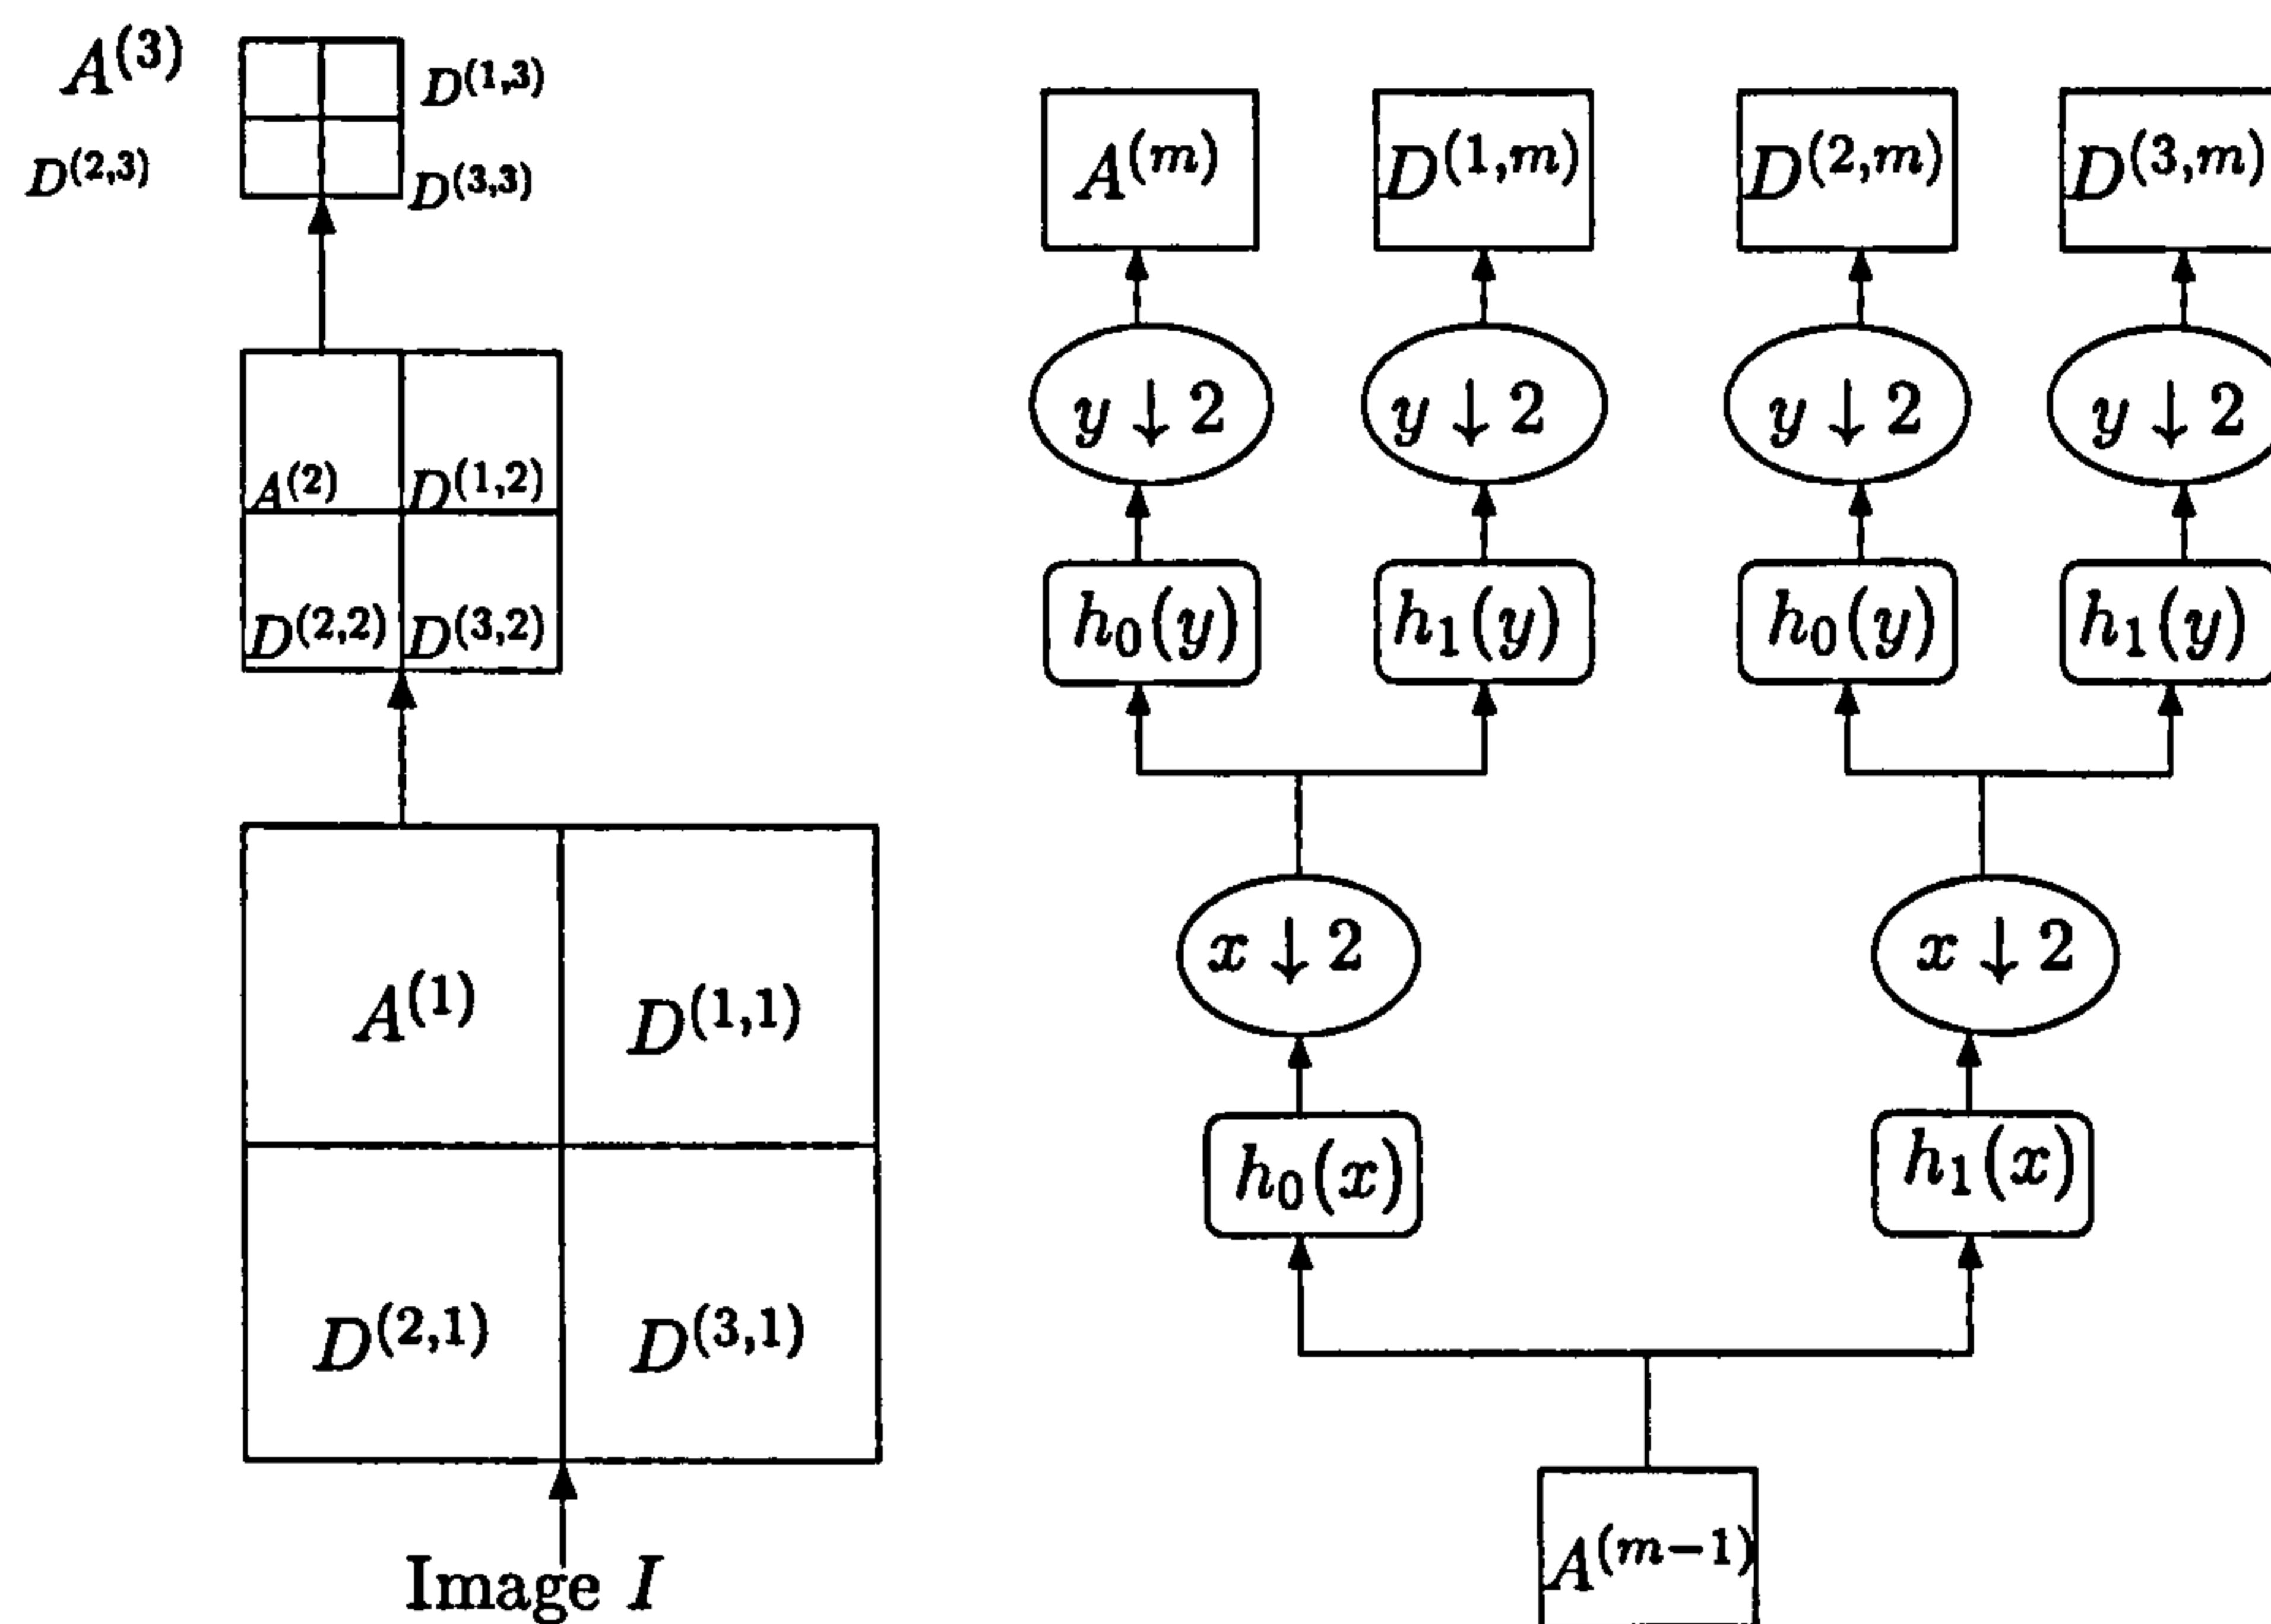 A^(3)
D^(1,3)
D^(2,3)
D^(3,3)
A^(2) D^(1,2)
D^(2,2) D^(3,2)
A^(1) D^(1,1)
D^(2,1) D^(3,1)
Image I
A^(m) D^(1,m) D^(2,m) D^(3,m)
y ↓ 2 y ↓ 2 y ↓ 2 y ↓ 2
h₀(y) h₁(y) h₀(y) h₁(y)
x ↓ 2 x ↓ 2
h₀(x) h₁(x)
A^(m−1)